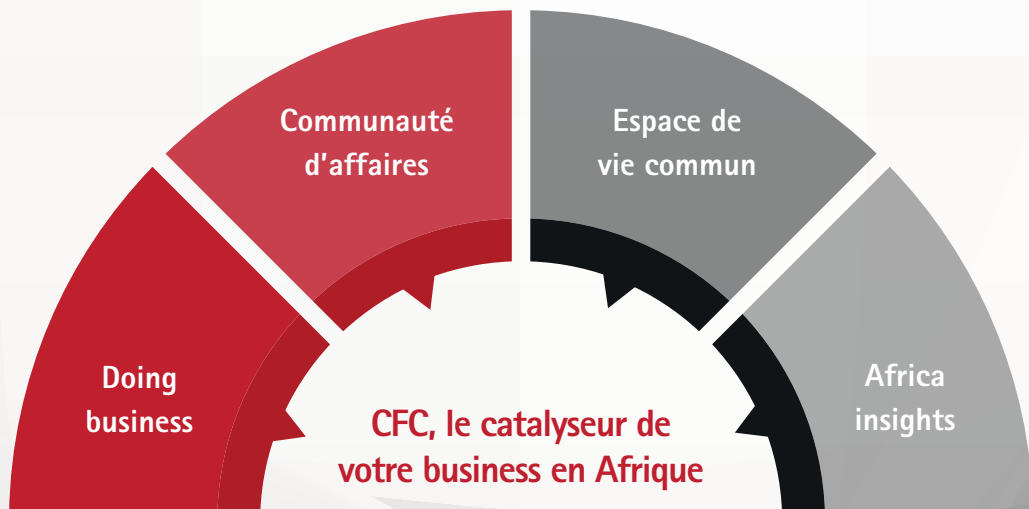 Communauté
d'affaires
Espace de
vie commun
Doing
business
Africa
insights
CFC, le catalyseur de
votre business en Afrique